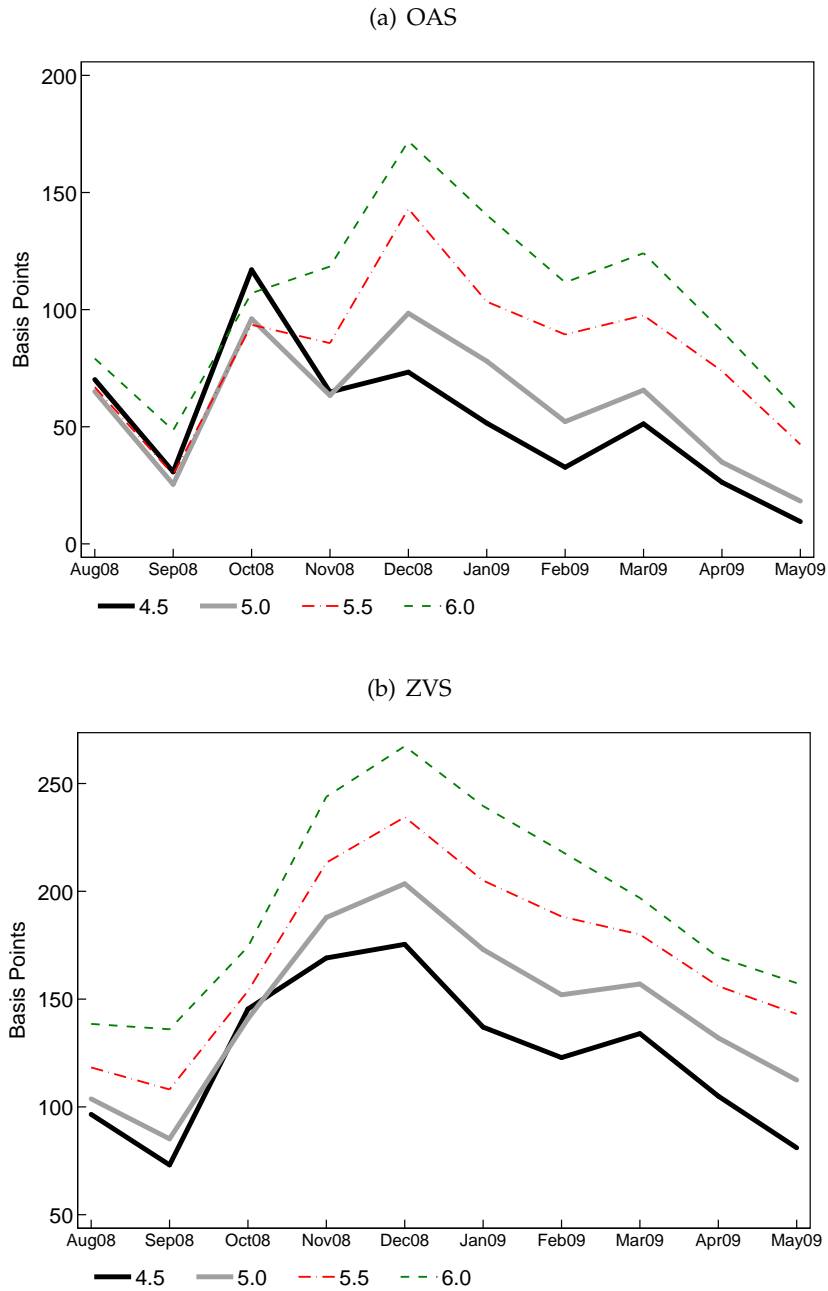 (a) OAS
200
150
100
50
0
Basis Points
Aug08 Sep08 Oct08 Nov08 Dec08 Jan09 Feb09 Mar09 Apr09 May09
4.5 5.0 5.5 6.0
(b) ZVS
250
200
150
100
50
Basis Points
Aug08 Sep08 Oct08 Nov08 Dec08 Jan09 Feb09 Mar09 Apr09 May09
4.5 5.0 5.5 6.0